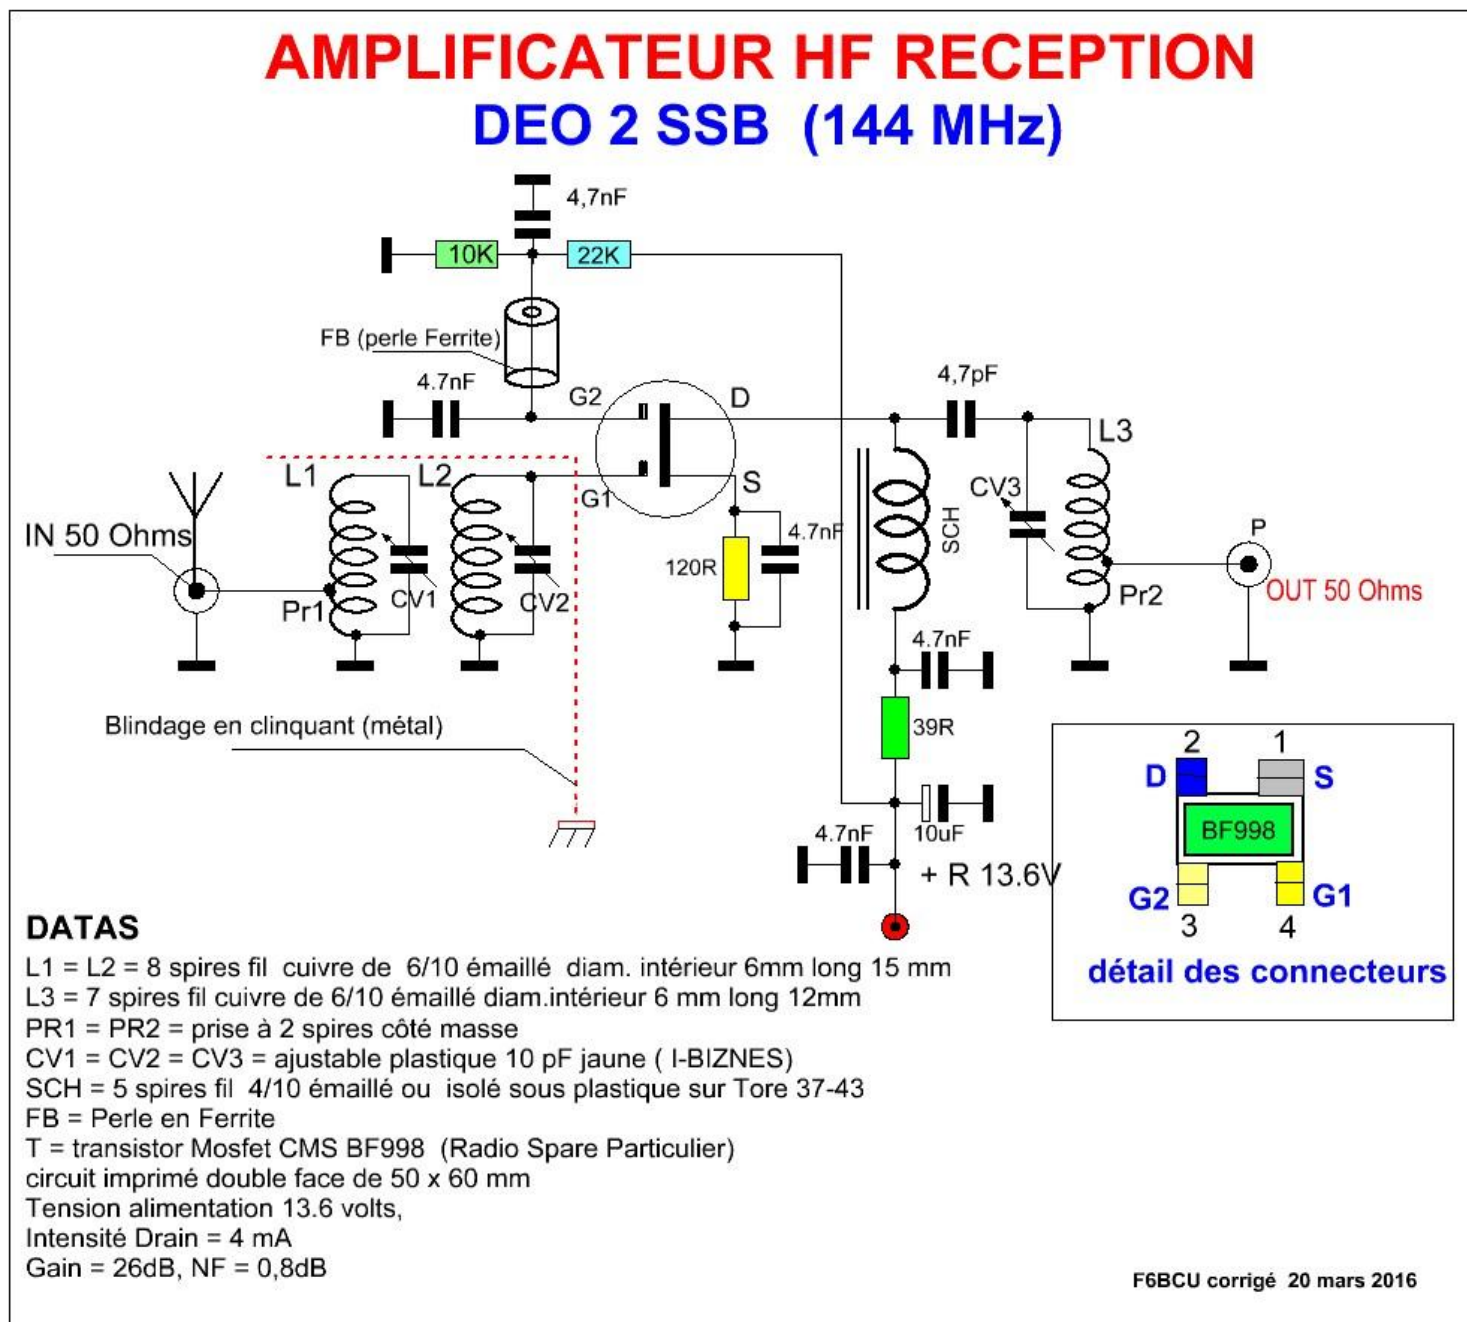 AMPLIFICATEUR HF RECEPTION
DEO 2 SSB (144 MHz)
4,7nF
10K
22K
FB (perle Ferrite)
4.7nF
G2
D
4,7pF
L3
L1
L2
G1
S
CV3
SCH
P
IN 50 Ohms
4.7nF
120R
Pr1
CV1
CV2
Pr2
OUT 50 Ohms
4.7nF
Blindage en clinquant (métal)
39R
4.7nF
10uF
+ R 13.6V
2
1
D
S
BF998
G2
G1
3
4
détail des connecteurs
DATAS
L1 = L2 = 8 spires fil cuivre de 6/10 émaillé diam. intérieur 6mm long 15 mm
L3 = 7 spires fil cuivre de 6/10 émaillé diam.intérieur 6 mm long 12mm
PR1 = PR2 = prise à 2 spires côté masse
CV1 = CV2 = CV3 = ajustable plastique 10 pF jaune ( I-BIZNES)
SCH = 5 spires fil 4/10 émaillé ou isolé sous plastique sur Tore 37-43
FB = Perle en Ferrite
T = transistor Mosfet CMS BF998 (Radio Spare Particulier)
circuit imprimé double face de 50 x 60 mm
Tension alimentation 13.6 volts,
Intensité Drain = 4 mA
Gain = 26dB, NF = 0,8dB
F6BCU corrigé 20 mars 2016